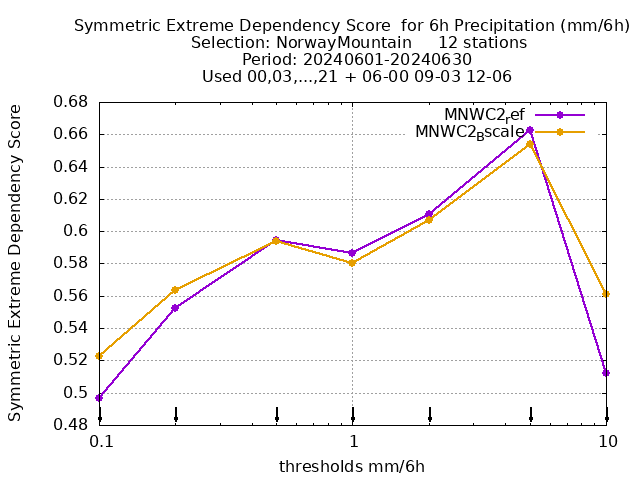 Symmetric Extreme Dependency Score  for 6h Precipitation (mm/6h)
Selection: NorwayMountain     12 stations
Period: 20240601-20240630
Used 00,03,...,21 + 06-00 09-03 12-06
MNWC2_ref
MNWC2_Bscale
Symmetric Extreme Dependency Score
0.68
0.66
0.64
0.62
0.6
0.58
0.56
0.54
0.52
0.5
0.48
0.1
1
10
thresholds mm/6h